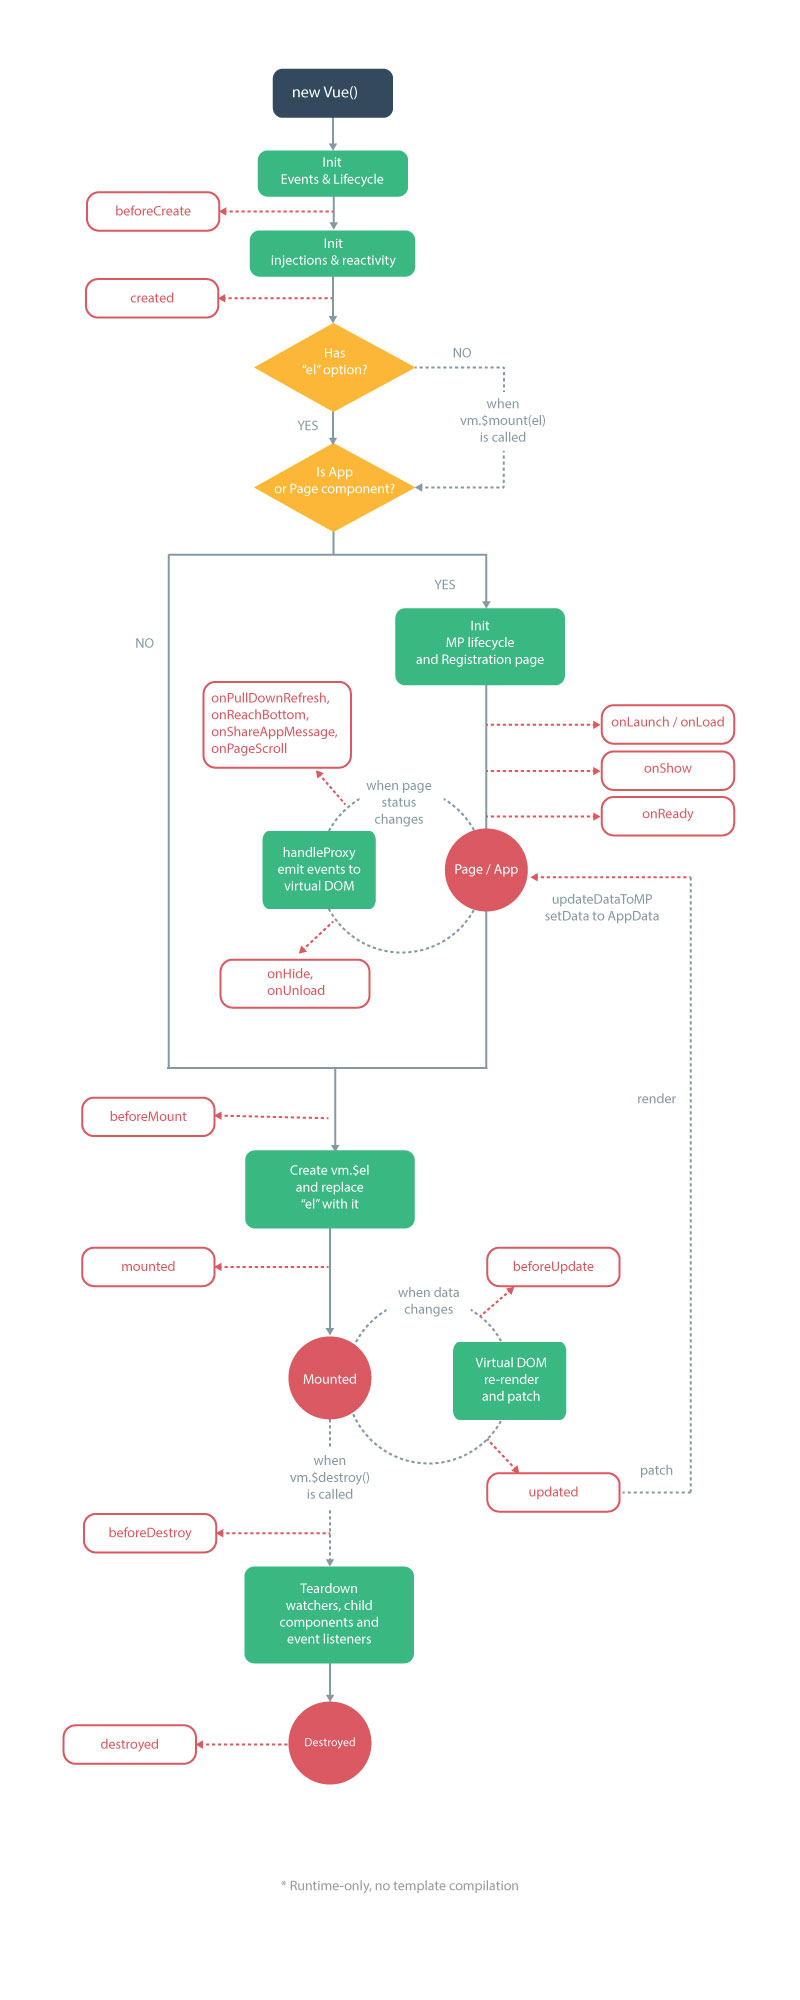 new Vue()
Init
Events & Lifecycle
beforeCreate
Init
injections & reactivity
created
Has
“el” option?
NO
when
vm.$mount(el)
is called
YES
Is App
or Page component?
YES
NO
Init
MP lifecycle
and Registration page
onPullDownRefresh,
onReachBottom,
onShareAppMessage,
onPageScroll
onLaunch / onLoad
onShow
onReady
when page
status
changes
handleProxy
emit events to
virtual DOM
Page / App
updateDataToMP
setData to AppData
onHide,
onUnload
render
beforeMount
Create vm.$el
and replace
“el” with it
mounted
beforeUpdate
when data
changes
Mounted
Virtual DOM
re-render
and patch
when
vm.$destroy()
is called
patch
updated
beforeDestroy
Teardown
watchers, child
components and
event listeners
Destroyed
destroyed
* Runtime-only, no template compilation